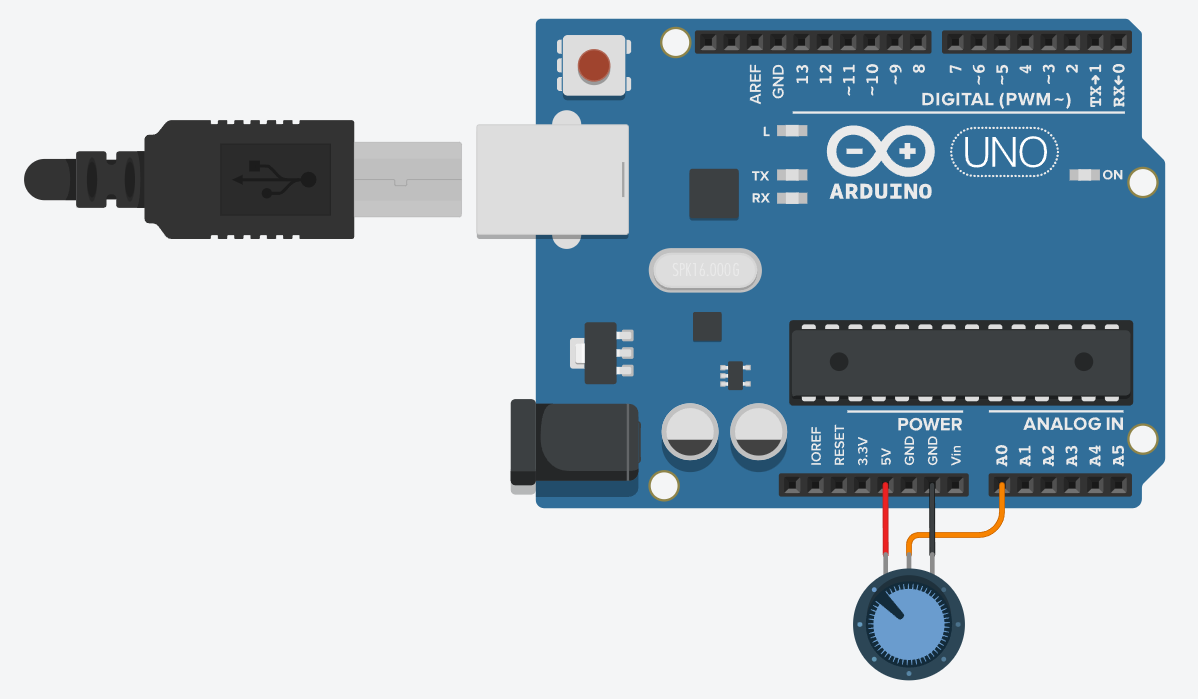 AREF
GND
13
12
~11
~10
~9
8
7
~6
~5
4
~3
2
TX→1
RX←0
DIGITAL (PWM~)
L
TX
RX
UNO
ON
ARDUINO
SPK16.000G
POWER
ANALOG IN
IOREF
RESET
3.3V
5V
GND
GND
Vin
A0
A1
A2
A3
A4
A5